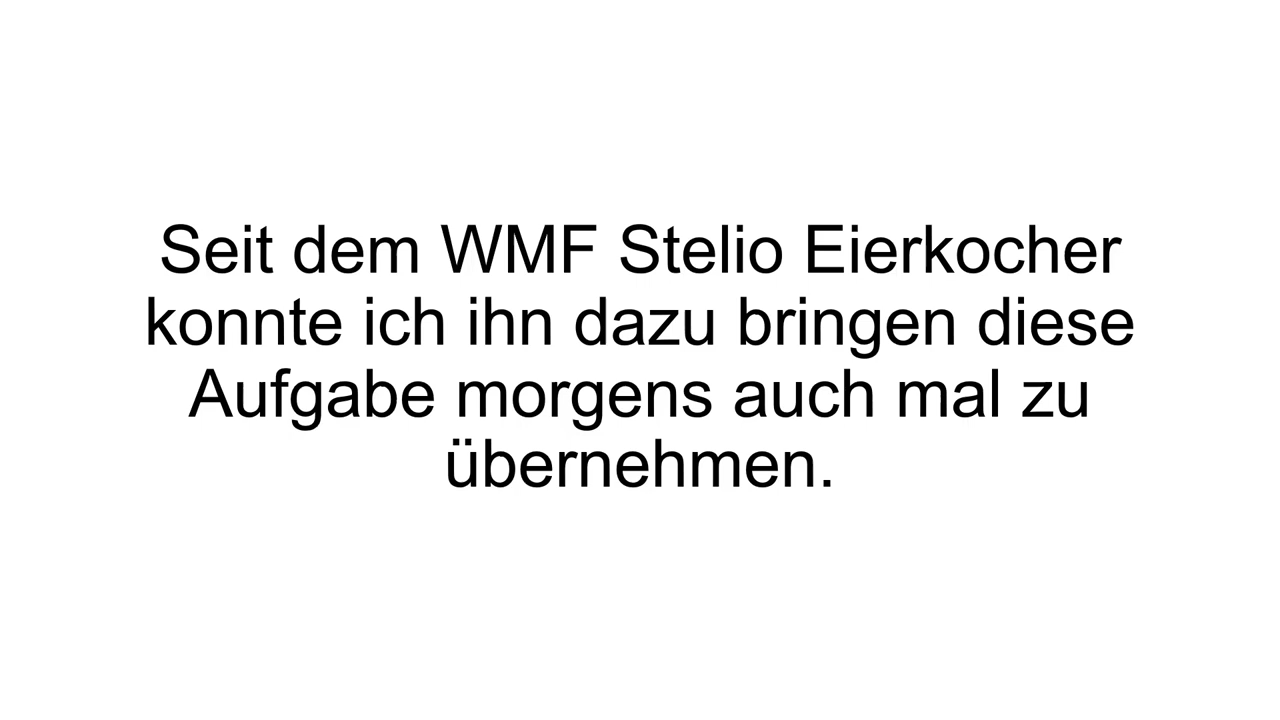 Seit dem WMF Stelio Eierkocher
konnte ich ihn dazu bringen diese
Aufgabe morgens auch mal zu
übernehmen.